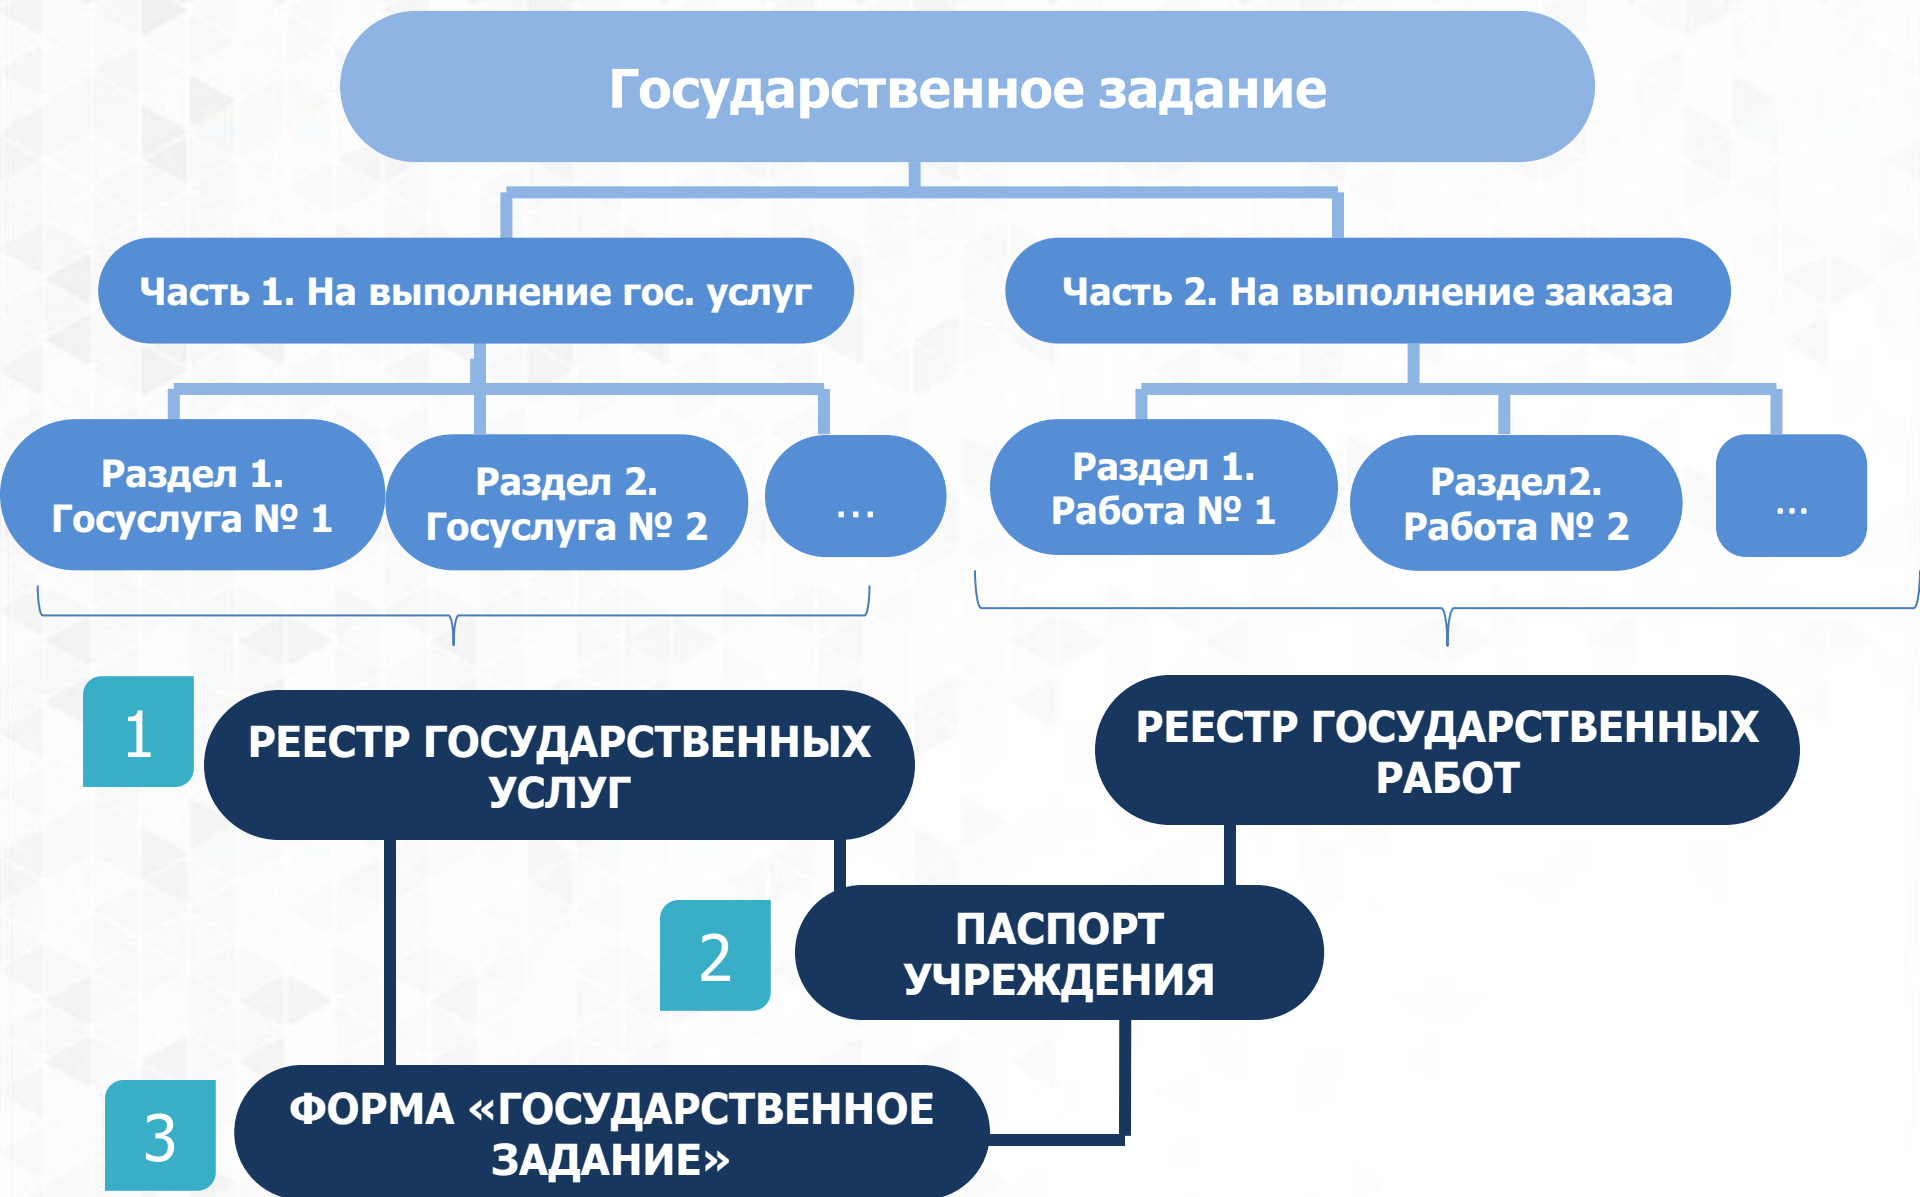 Государственное задание
Часть 1. На выполнение гос. услуг
Часть 2. На выполнение заказа
Раздел 1.
Госуслуга № 1
Раздел 2.
Госуслуга № 2
...
Раздел 1.
Работа № 1
Раздел2.
Работа № 2
...
1
РЕЕСТР ГОСУДАРСТВЕННЫХ
УСЛУГ
РЕЕСТР ГОСУДАРСТВЕННЫХ
РАБОТ
2
ПАСПОРТ
УЧРЕЖДЕНИЯ
3
ФОРМА «ГОСУДАРСТВЕННОЕ
ЗАДАНИЕ»